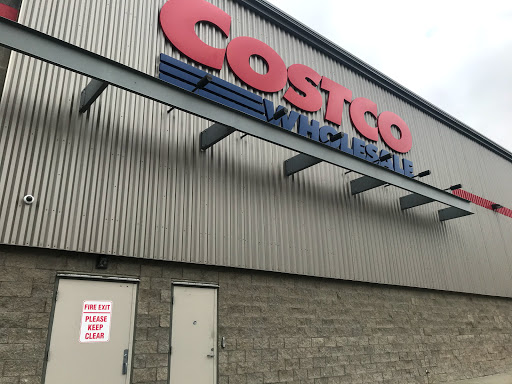 COSTCO
WHOLESALE
FIRE EXIT
PLEASE
KEEP
CLEAR